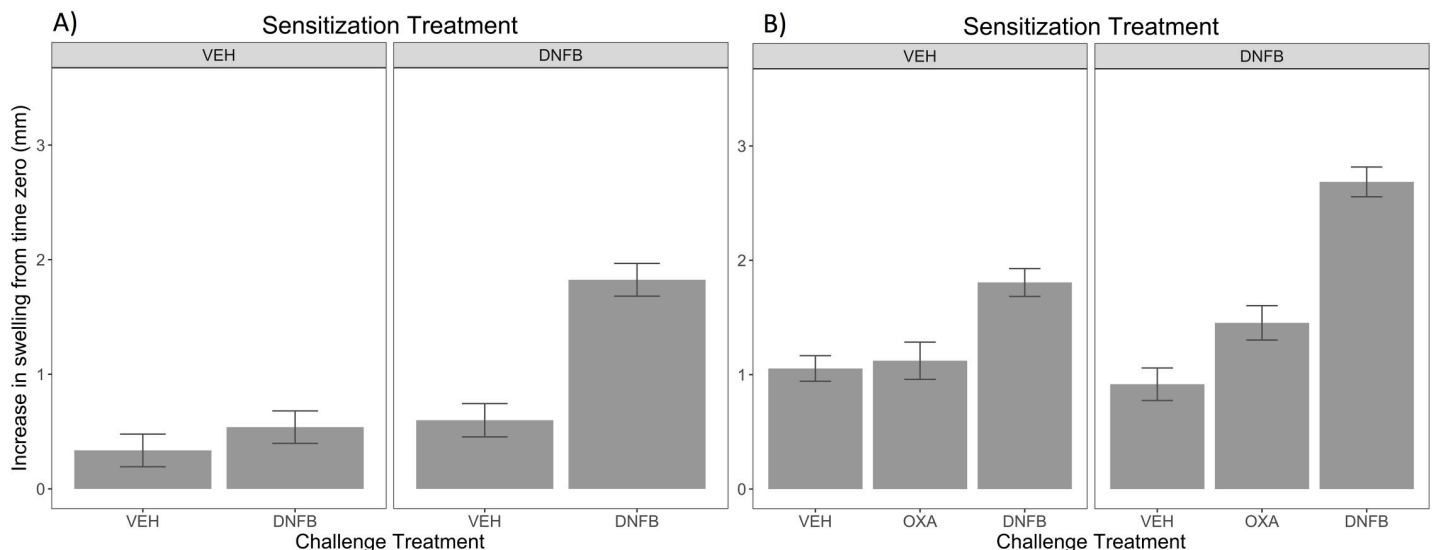 A)
Sensitization Treatment
VEH
DNFB
Increase in swelling from time zero (mm)
3
2
1
0
VEH
DNFB
VEH
DNFB
Challenge Treatment
B)
Sensitization Treatment
VEH
DNFB
3
2
1
0
VEH
OXA
DNFB
VEH
OXA
DNFB
Challenge Treatment